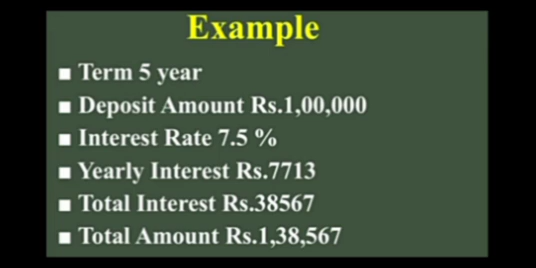 Example
■ Term 5 year
■ Deposit Amount Rs.1,00,000
■ Interest Rate 7.5 %
■ Yearly Interest Rs.7713
■ Total Interest Rs.38567
■ Total Amount Rs.1,38,567